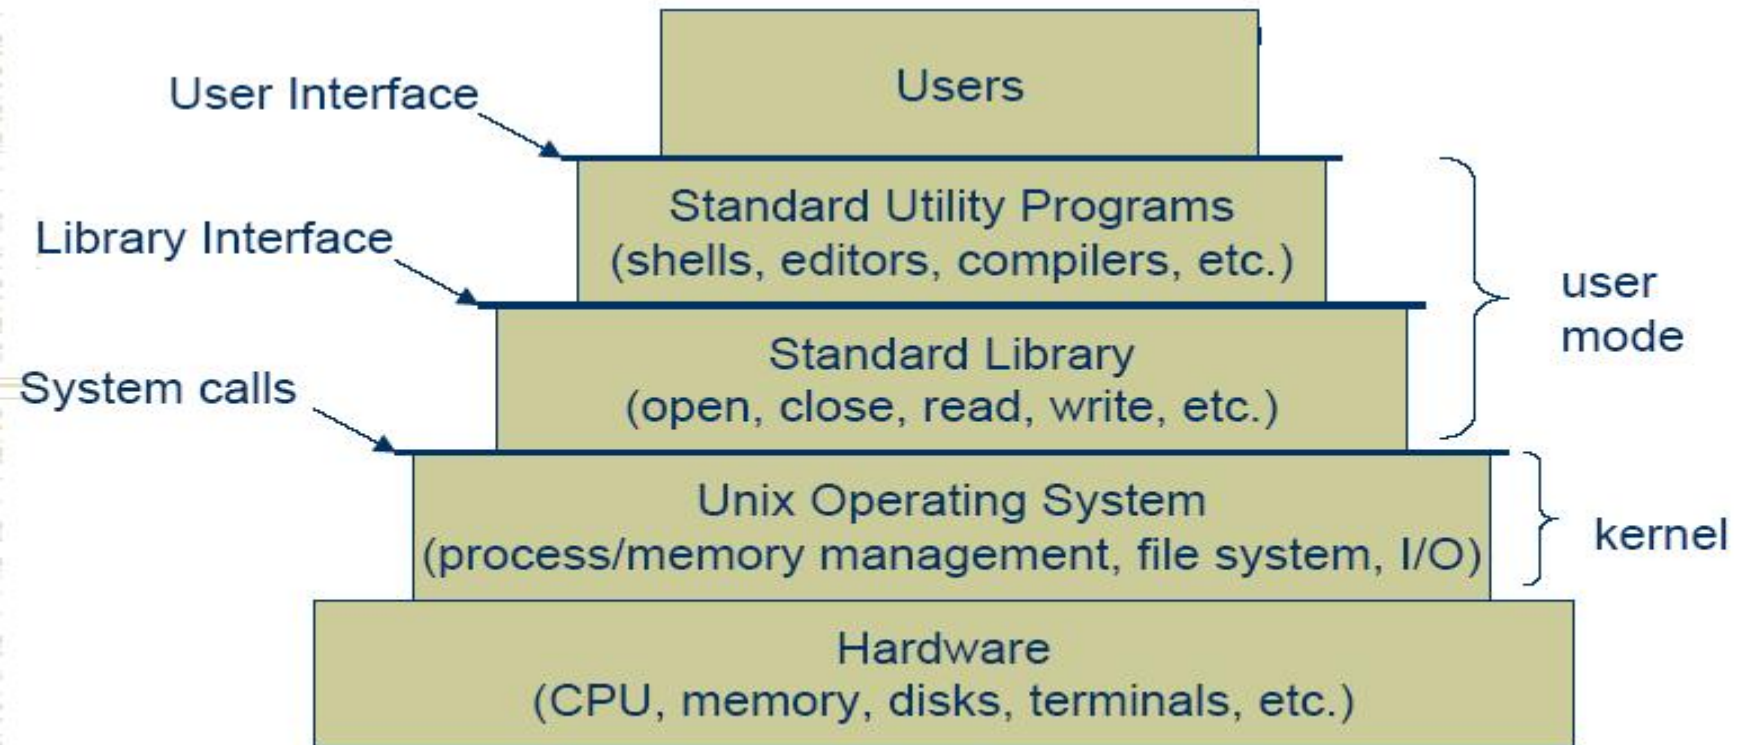 Users
User Interface
Standard Utility Programs
(shells, editors, compilers, etc.)
Library Interface
user
mode
Standard Library
(open, close, read, write, etc.)
System calls
Unix Operating System
(process/memory management, file system, I/O)
kernel
Hardware
(CPU, memory, disks, terminals, etc.)